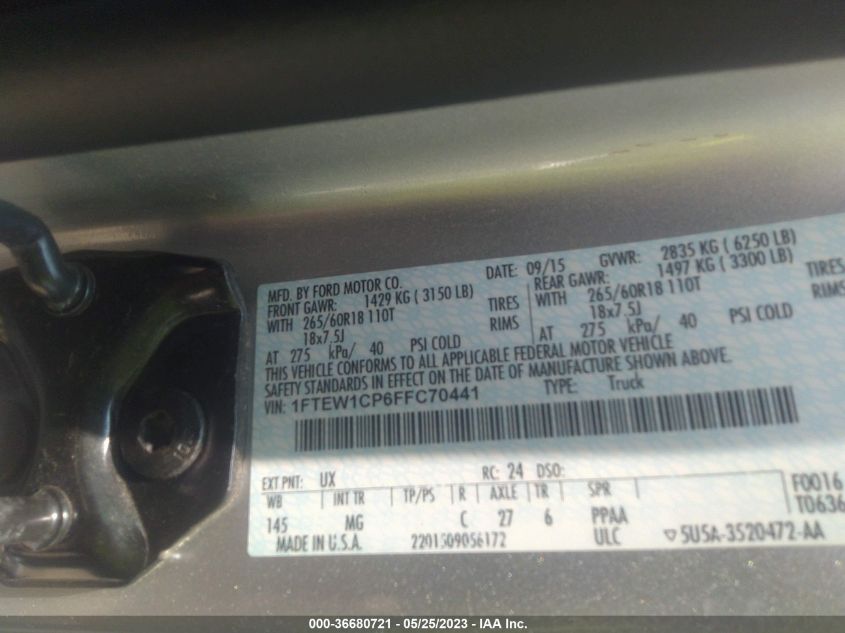 MFD. BY FORD MOTOR CO. DATE: 09/15 GVWR: 2835 KG ( 6250 LB)
FRONT GAWR: 1429 KG ( 3150 LB) REAR GAWR: 1497 KG ( 3300 LB)
WITH 265/60R18 110T TIRES WITH 265/60R18 110T TIRES
18x7.5J RIMS 18x7.5J RIMS
AT 275 kPa/ 40 PSI COLD AT 275 kPa/ 40 PSI COLD
THIS VEHICLE CONFORMS TO ALL APPLICABLE FEDERAL MOTOR VEHICLE
SAFETY STANDARDS IN EFFECT ON THE DATE OF MANUFACTURE SHOWN ABOVE.
VIN: 1FTEW1CP6FFC70441 TYPE: Truck
EXT PNT: UX RC: 24 DSO:
WB INT TR TP/PS R AXLE TR SPR F0016
145 MG C 27 6 PPAA T0636
MADE IN U.S.A. 2201509056172 ULC 5U5A-3520472-AA
000-36680721 - 05/25/2023 - IAA Inc.